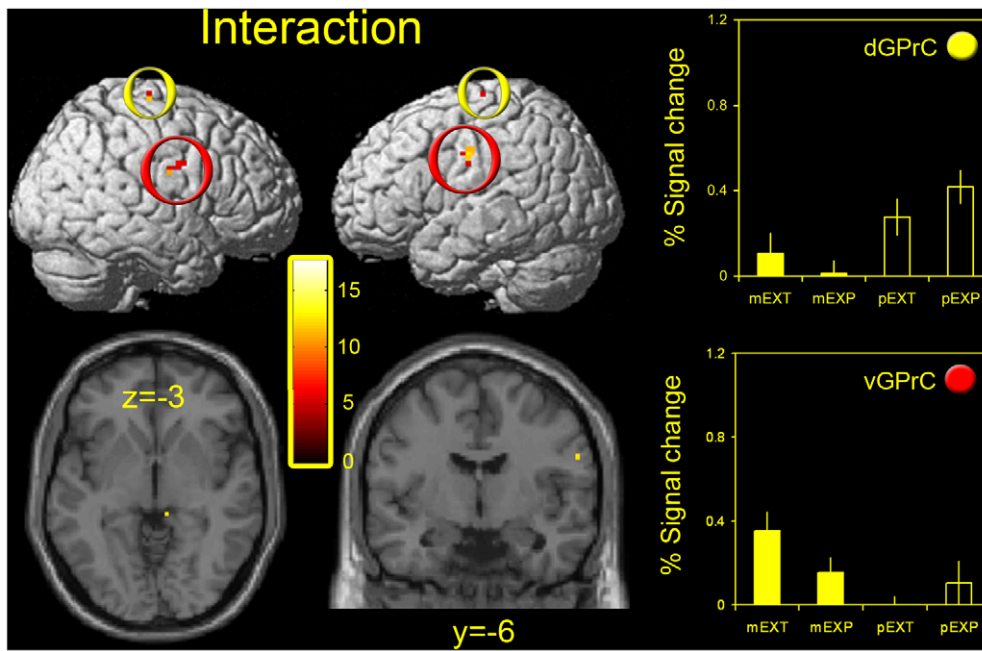 Interaction
15
10
5
0
z=-3
y=-6
1.2
dGPrC
0.8
% Signal change
0.4
0
mEXT mEXP pEXT pEXP
1.2
vGPrC
0.8
% Signal change
0.4
0
mEXT mEXP pEXT pEXP